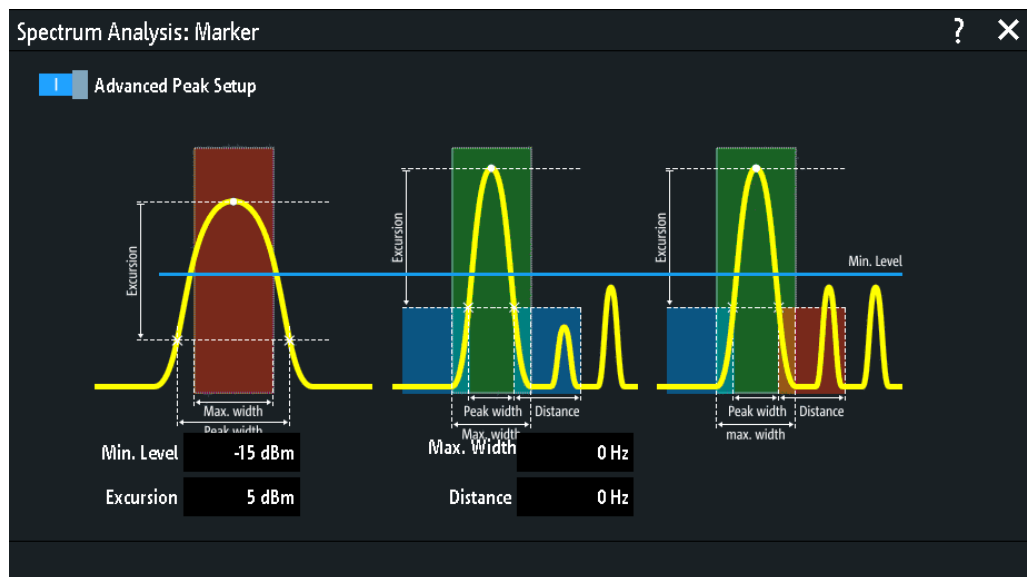 Spectrum Analysis: Marker ? ×
I Advanced Peak Setup
Excursion
Excursion
Excursion
Min. Level
Max. width
Peak width
Peak width Distance
Max. width
Peak width Distance
max. width
Min. Level -15 dBm
Max. Width 0 Hz
Excursion 5 dBm
Distance 0 Hz